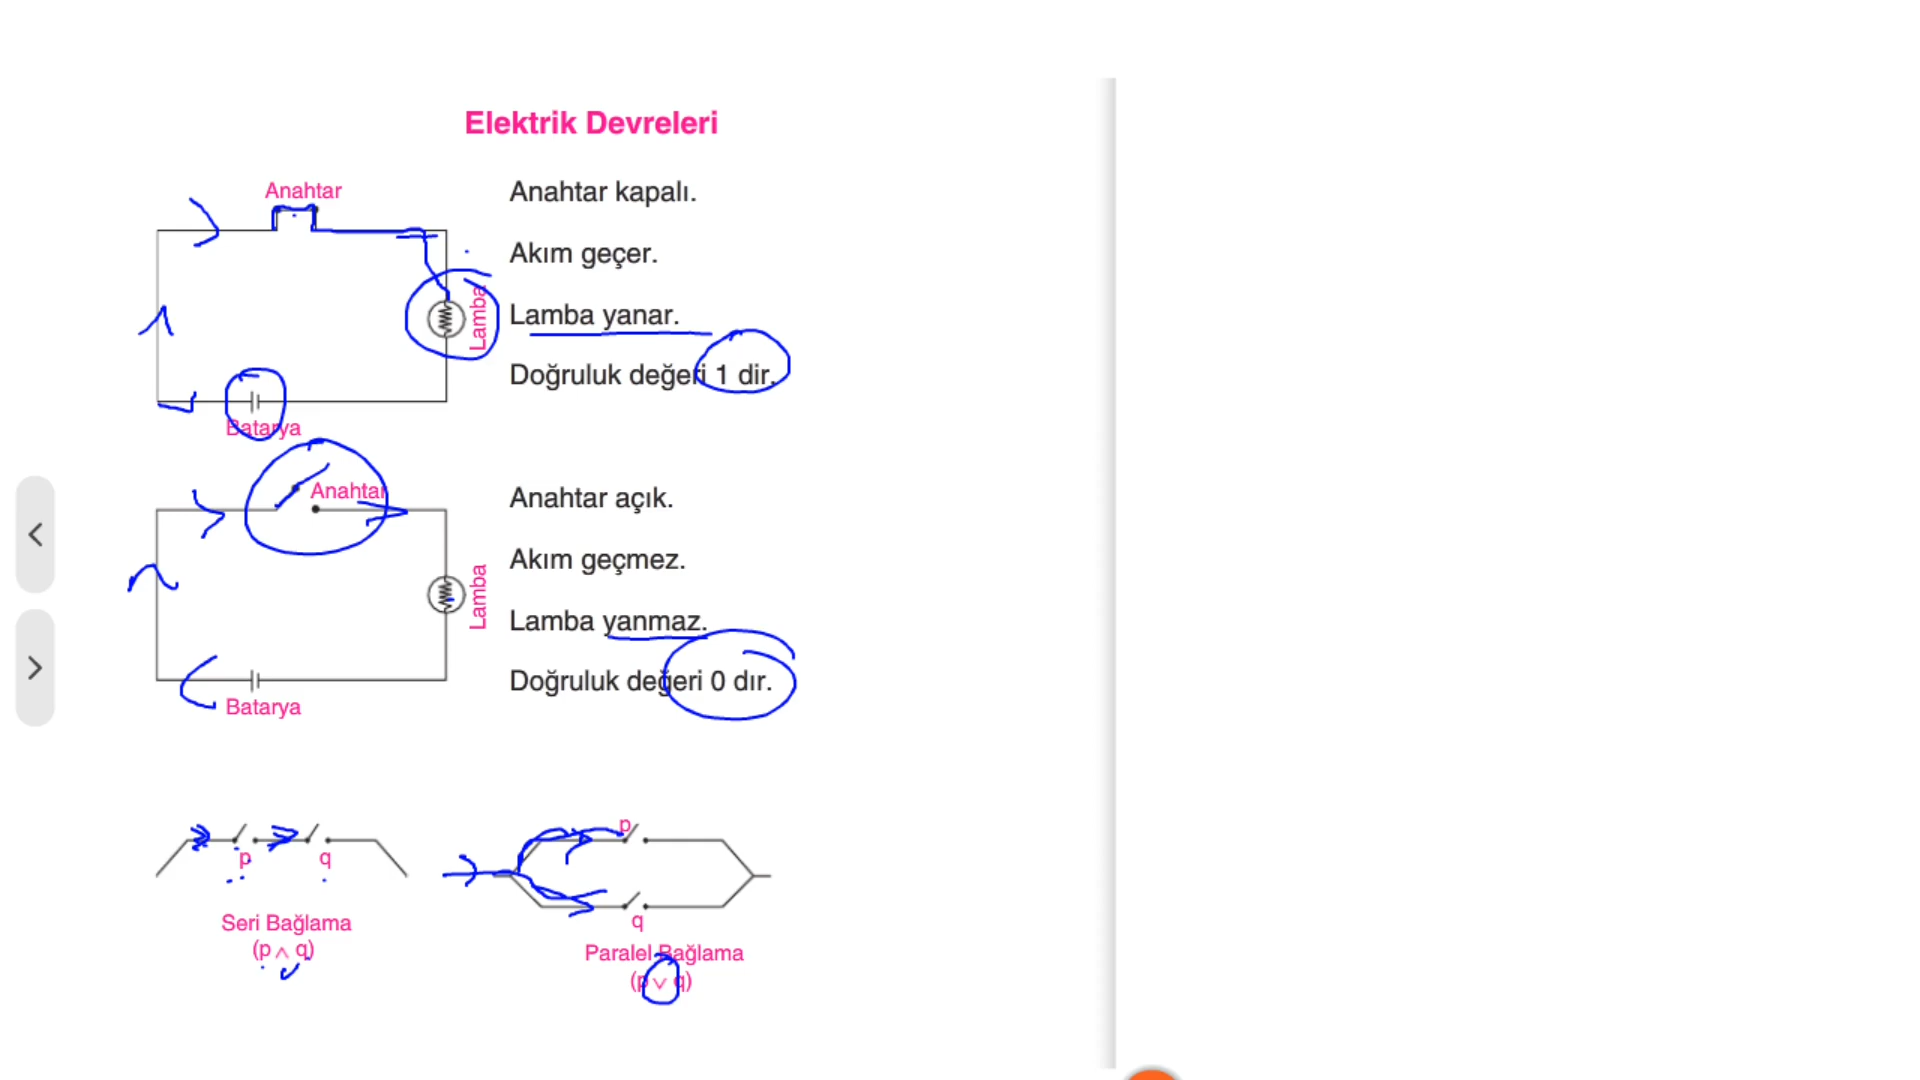 Elektrik Devreleri
Anahtar
Anahtar kapalı.
Akım geçer.
Lamba
Lamba yanar.
Doğruluk değeri 1 dir.
Batarya
Anahtar
Anahtar açık.
Akım geçmez.
Lamba
Lamba yanmaz.
Doğruluk değeri 0 dır.
Batarya
p
q
Seri Bağlama
(p ∧ q)
p
q
Paralel Bağlama
(p ∨ q)